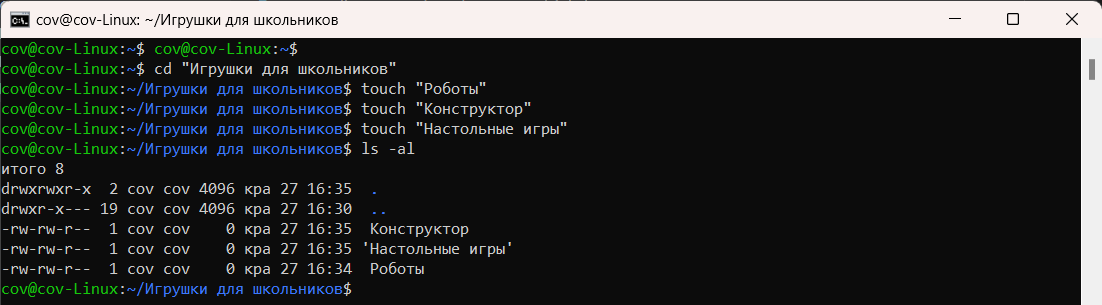 cov@cov-Linux: ~/Игрушки для школьников
cov@cov-Linux:~$ cov@cov-Linux:~$
cov@cov-Linux:~$ cd "Игрушки для школьников"
cov@cov-Linux:~/Игрушки для школьников$ touch "Роботы"
cov@cov-Linux:~/Игрушки для школьников$ touch "Конструктор"
cov@cov-Linux:~/Игрушки для школьников$ touch "Настольные игры"
cov@cov-Linux:~/Игрушки для школьников$ ls -al
итого 8
drwxrwxr-x  2 cov cov 4096 кра 27 16:35  .
drwxr-x--- 19 cov cov 4096 кра 27 16:30  ..
-rw-rw-r--  1 cov cov    0 кра 27 16:35  Конструктор
-rw-rw-r--  1 cov cov    0 кра 27 16:35 'Настольные игры'
-rw-rw-r--  1 cov cov    0 кра 27 16:34  Роботы
cov@cov-Linux:~/Игрушки для школьников$